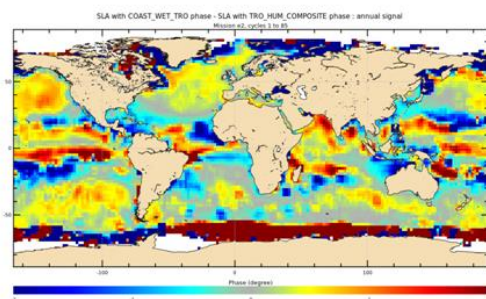 SLA with COAST_WET_TRO phase - SLA with TRO_HUM_COMPOSITE phase : annual signal
Mission e2, cycles 1 to 85
50
0
-50
-100
0
100
Phase (degree)